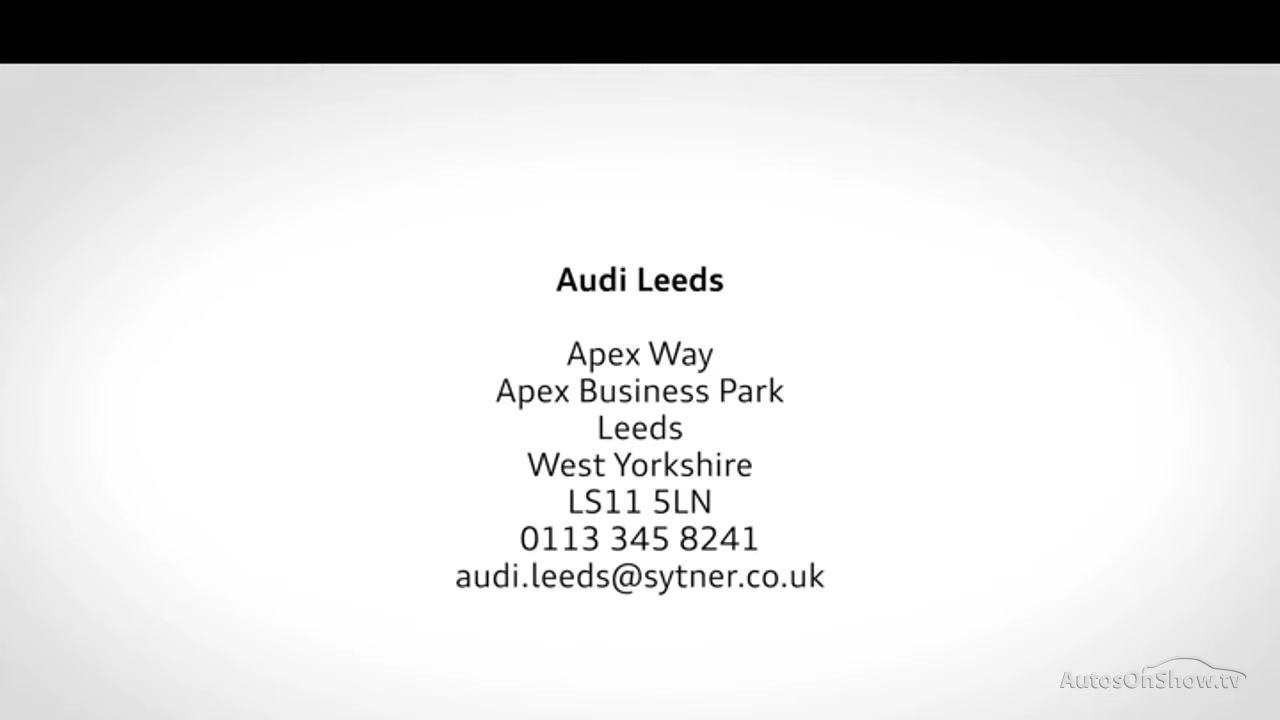 Audi Leeds
Apex Way
Apex Business Park
Leeds
West Yorkshire
LS11 5LN
0113 345 8241
audi.leeds@sytner.co.uk
AutosOnShow.tv